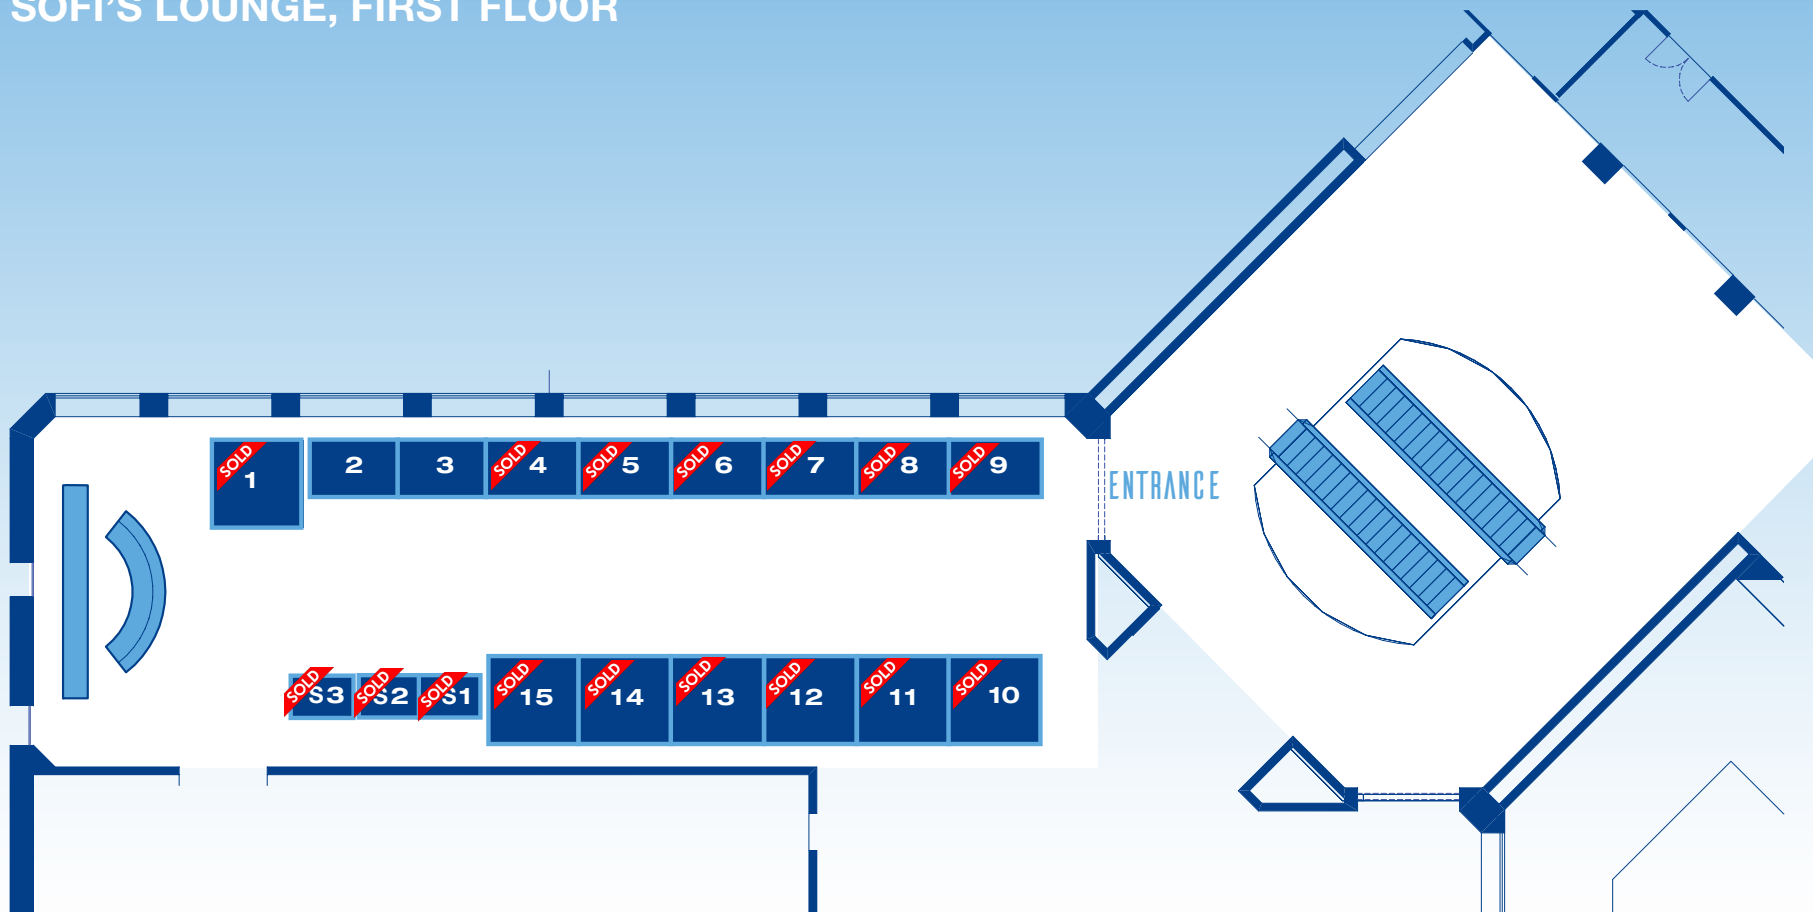 SOFI'S LOUNGE, FIRST FLOOR
SOLD 1
2
3
SOLD 4
SOLD 5
SOLD 6
SOLD 7
SOLD 8
SOLD 9
ENTRANCE
SOLD S3
SOLD S2
SOLD S1
SOLD 15
SOLD 14
SOLD 13
SOLD 12
SOLD 11
SOLD 10